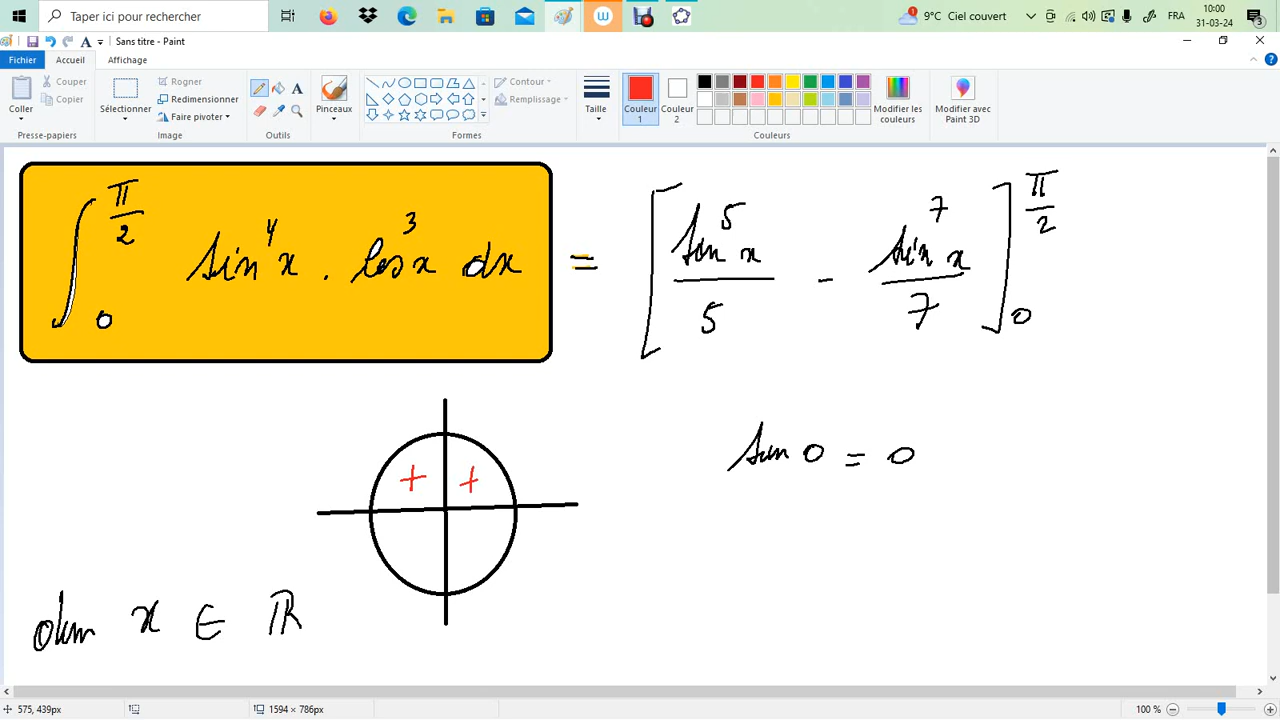 Taper ici pour rechercher
9°C Ciel couvert
FRA
10:00
31-03-24
3
Sans titre - Paint
Fichier Accueil Affichage
Coller
Couper
Copier
Presse-papiers
Sélectionner
Rogner
Redimensionner
Faire pivoter
Image
Outils
Pinceaux
Contour
Remplissage
Formes
Taille
Couleur 1
Couleur 2
Modifier les couleurs
Couleurs
Modifier avec Paint 3D
∫₀^(π/2) sin⁴x . cos³x dx = [ sin⁵x / 5 - sin⁷x / 7 ]₀^(π/2)
+ +
sin 0 = 0
x ∈ ℝ
575, 439px
1594 × 786px
100 %